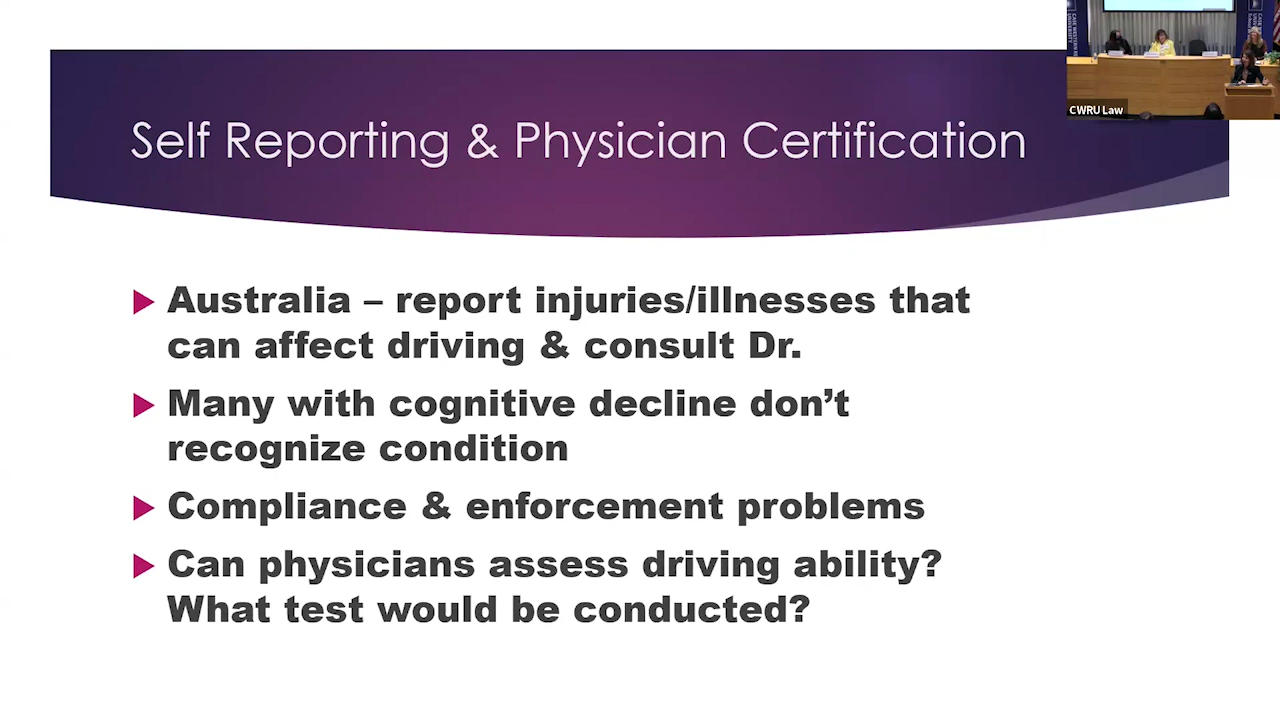 Self Reporting & Physician Certification
Australia – report injuries/illnesses that
can affect driving & consult Dr.
Many with cognitive decline don’t
recognize condition
Compliance & enforcement problems
Can physicians assess driving ability?
What test would be conducted?
CWRU Law